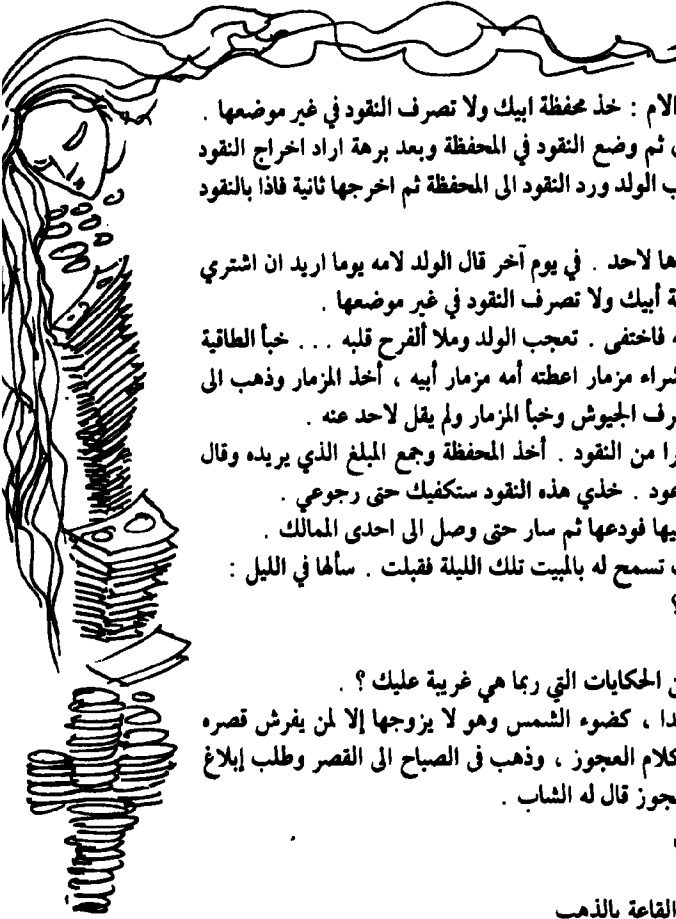 الام : خذ محفظة ابيك ولا تصرف النقود في غير موضعها .
ثم وضع النقود في المحفظة وبعد برهة اراد اخراج النقود
الولد ورد النقود الى المحفظة ثم اخرجها ثانية فاذا بالنقود
ها لاحد . في يوم آخر قال الولد لامه يوما اريد ان اشتري
ة أبيك ولا تصرف النقود في غير موضعها .
ه فاختفى . تعجب الولد وملا ألفرح قلبه ... خبأ الطاقية
شراء مزمار اعطته أمه مزمار أبيه ، أخذ المزمار وذهب الى
رف الجيوش وخبأ المزمار ولم يقل لاحد عنه .
را من النقود . أخذ المحفظة وجمع المبلغ الذي يريده وقال
عود . خذي هذه النقود ستكفيك حتى رجوعي .
يها فودعها ثم سار حتى وصل الى احدى الممالك .
تسمح له بالمبيت تلك الليلة فقبلت . سألها في الليل :
؟
ن الحكايات التي ربما هي غريبة عليك ؟ .
دا ، كضوء الشمس وهو لا يزوجها إلا لمن يفرش قصره
كلام العجوز ، وذهب في الصباح الى القصر وطلب إبلاغ
جوز قال له الشاب .
القاعة بالذهب